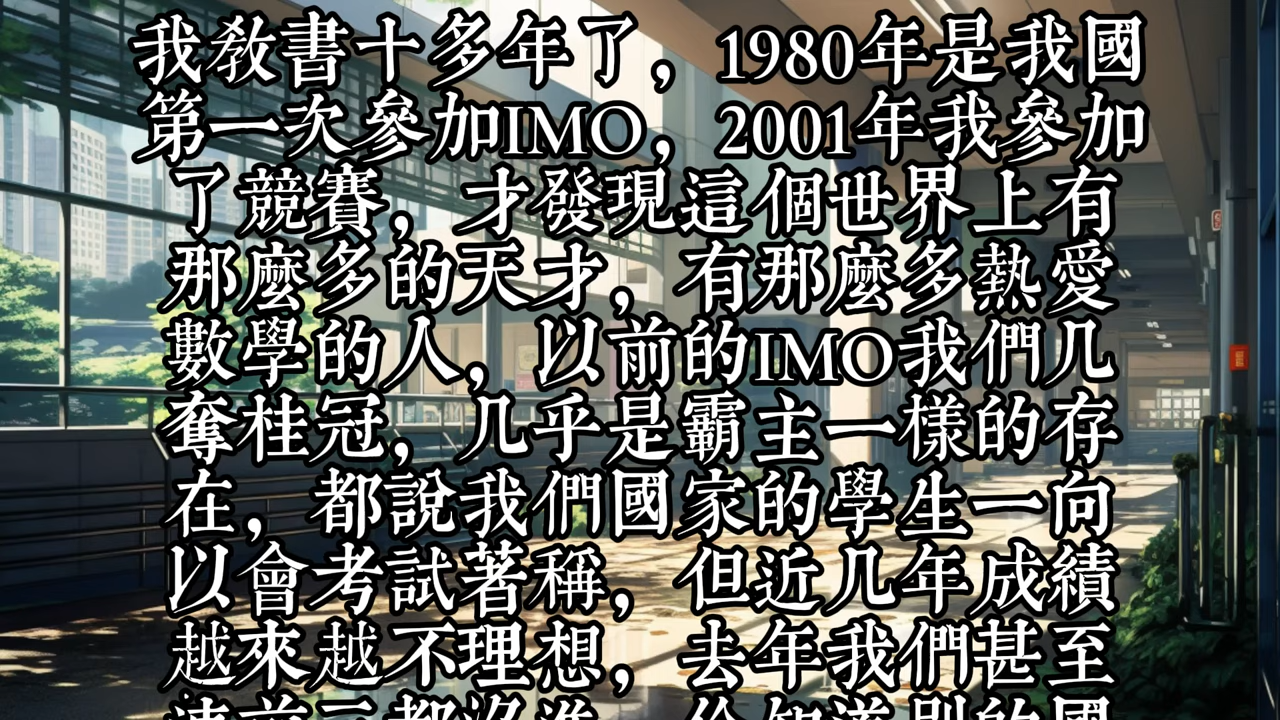 我教書十多年了，1980年是我國
第一次參加IMO，2001年我參加
了競賽，才發現這個世界上有
那麼多的天才，有那麼多熱愛
數學的人，以前的IMO我們几
奪桂冠，几乎是霸主一樣的存
在，都說我們國家的學生一向
以會考試著稱，但近几年成績
越來越不理想，去年我們甚至